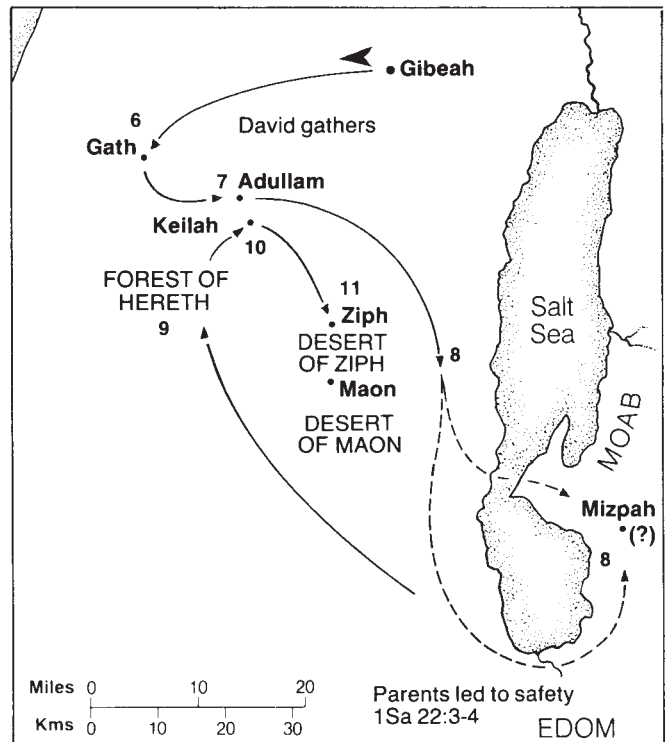 Gibeah
6
David gathers
Gath
7 Adullam
Keilah
10
FOREST OF
HERETH
9
11
Ziph
DESERT
OF ZIPH
Maon
DESERT
OF MAON
8
Salt
Sea
MOAB
Mizpah
(?)
8
Miles 0 10 20
Kms 0 10 20 30
Parents led to safety
1Sa 22:3-4
EDOM